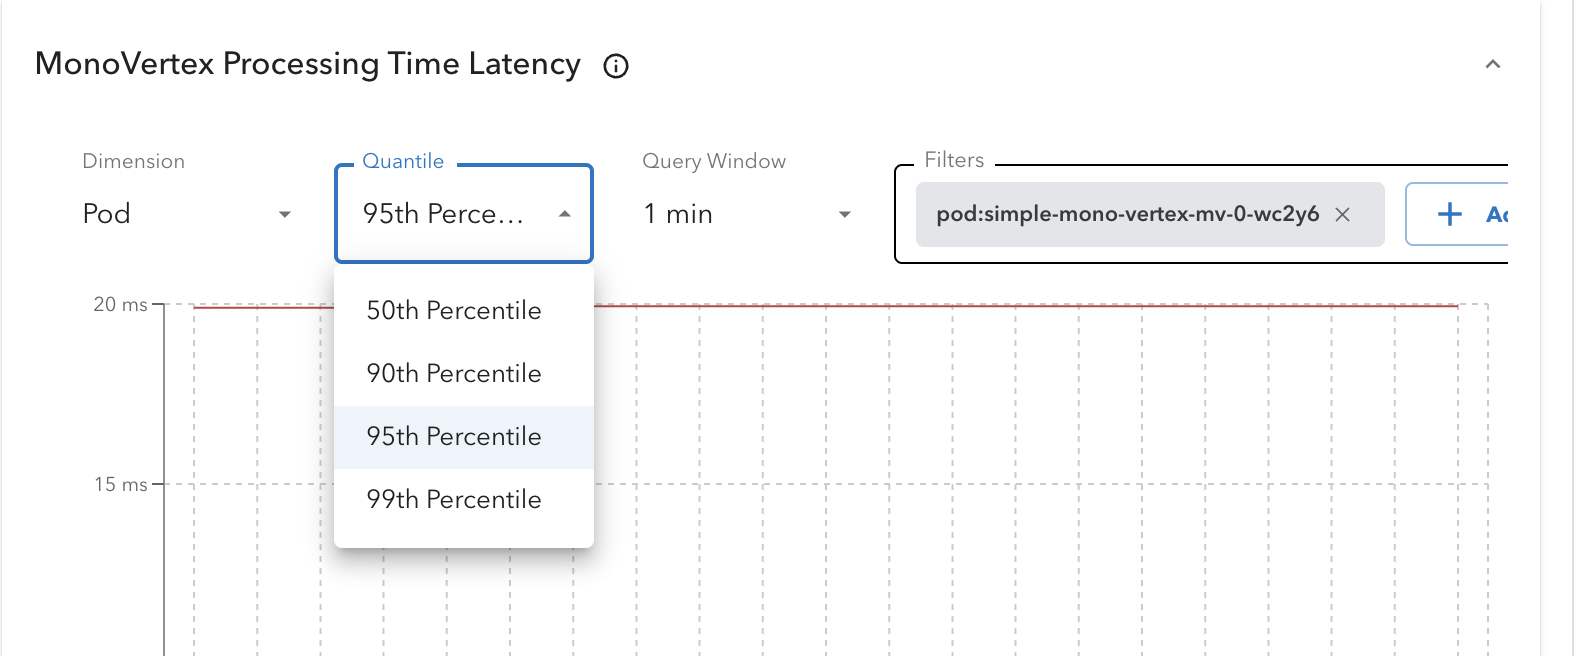 MonoVertex Processing Time Latency
Dimension
Pod
Quantile
95th Perce...
Query Window
1 min
Filters
pod:simple-mono-vertex-mv-0-wc2y6
50th Percentile
90th Percentile
95th Percentile
99th Percentile
20 ms
15 ms